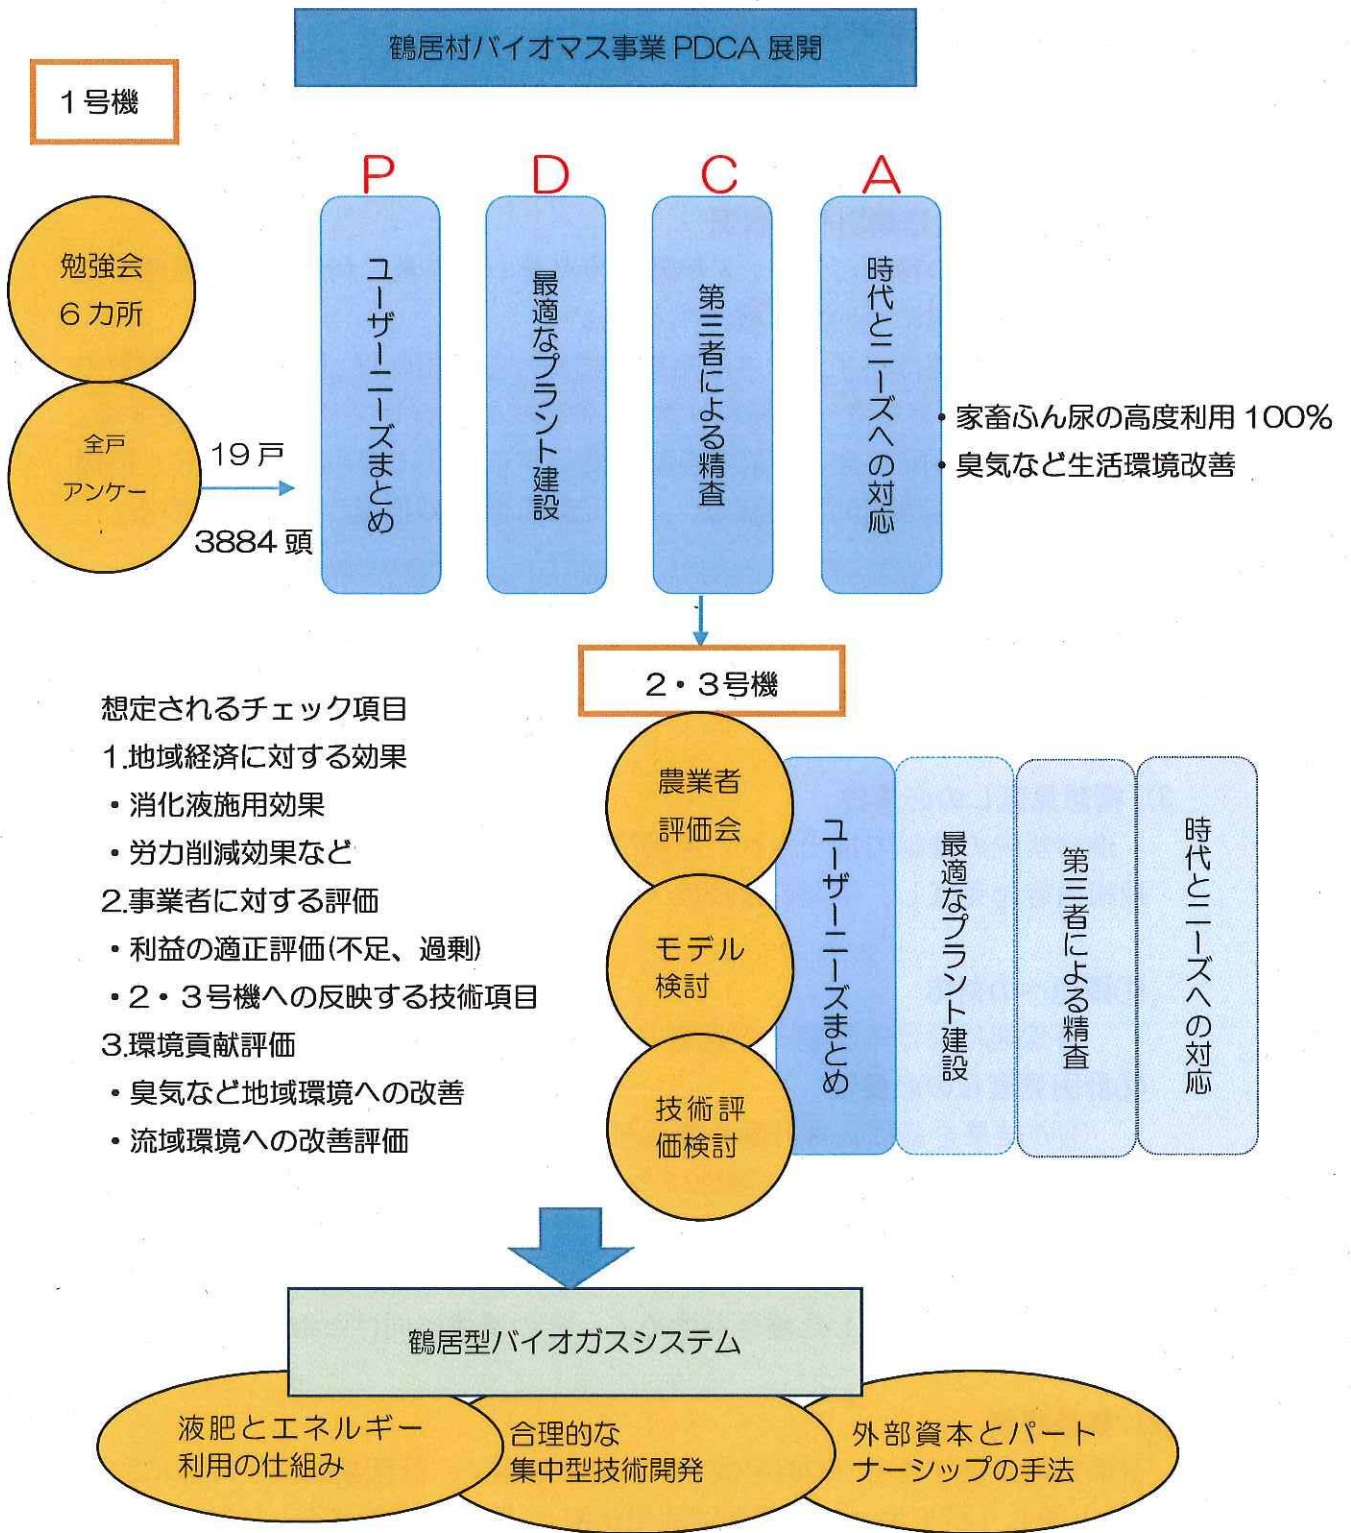 鶴居村バイオマス事業 PDCA 展開
1号機
P
D
C
A
勉強会
6カ所
全戸
アンケー
19戸
3884頭
ユーザーニーズまとめ
最適なプラント建設
第三者による精査
時代とニーズへの対応
・家畜ふん尿の高度利用 100%
・臭気など生活環境改善
2・3号機
想定されるチェック項目
1.地域経済に対する効果
・消化液施用効果
・労力削減効果など
2.事業者に対する評価
・利益の適正評価(不足、過剰)
・2・3号機への反映する技術項目
3.環境貢献評価
・臭気など地域環境への改善
・流域環境への改善評価
農業者
評価会
モデル
検討
技術評
価検討
ユーザーニーズまとめ
最適なプラント建設
第三者による精査
時代とニーズへの対応
鶴居型バイオガスシステム
液肥とエネルギー
利用の仕組み
合理的な
集中型技術開発
外部資本とパート
ナーシップの手法